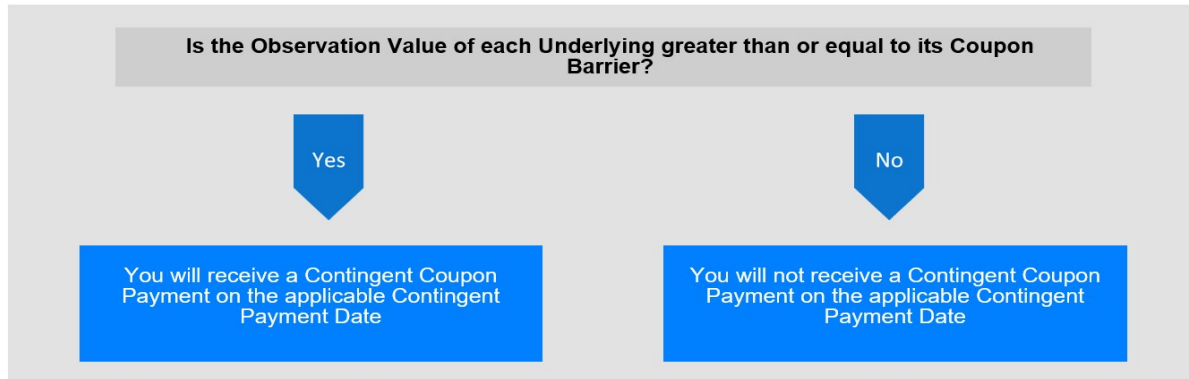 Is the Observation Value of each Underlying greater than or equal to its Coupon
Barrier?
Yes
No
You will receive a Contingent Coupon
Payment on the applicable Contingent
Payment Date
You will not receive a Contingent Coupon
Payment on the applicable Contingent
Payment Date